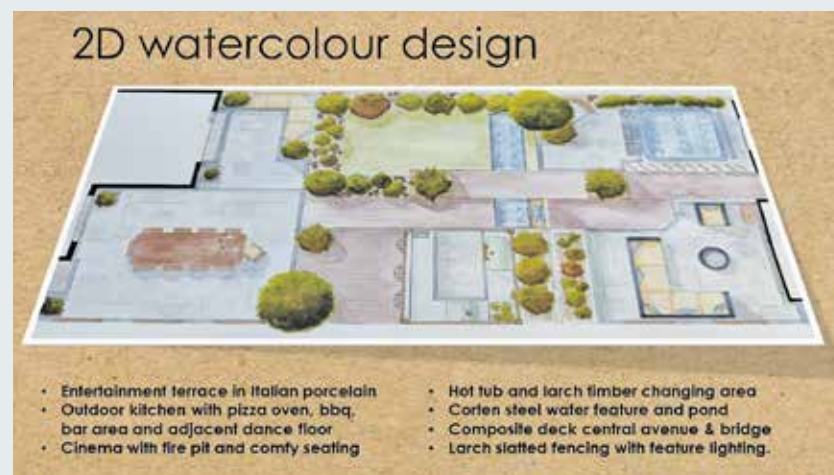 2D watercolour design
• Entertainment terrace in Italian porcelain
• Outdoor kitchen with pizza oven, bbq,
bar area and adjacent dance floor
• Cinema with fire pit and comfy seating
• Hot tub and larch timber changing area
• Corten steel water feature and pond
• Composite deck central avenue & bridge
• Larch slatted fencing with feature lighting.